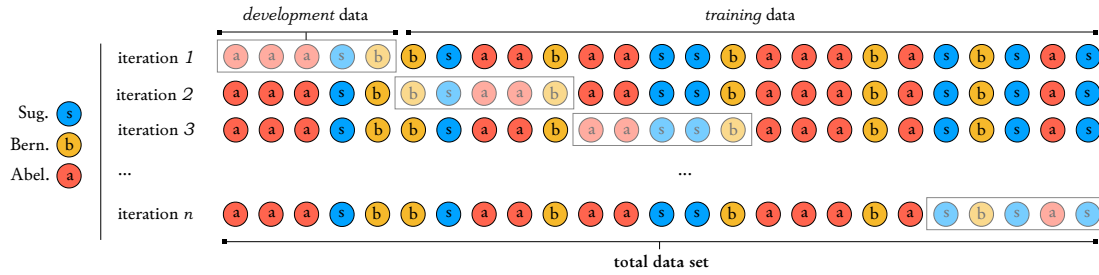 development data
training data
Sug. s
Bern. b
Abel. a
iteration 1 a a a s b b s a a b a a s s b a a a b a s b s a s
iteration 2 a a a s b b s a a b a a s s b a a a b a s b s a s
iteration 3 a a a s b b s a a b a a s s b a a a b a s b s a s
... ...
iteration n a a a s b b s a a b a a s s b a a a b a s b s a s
total data set